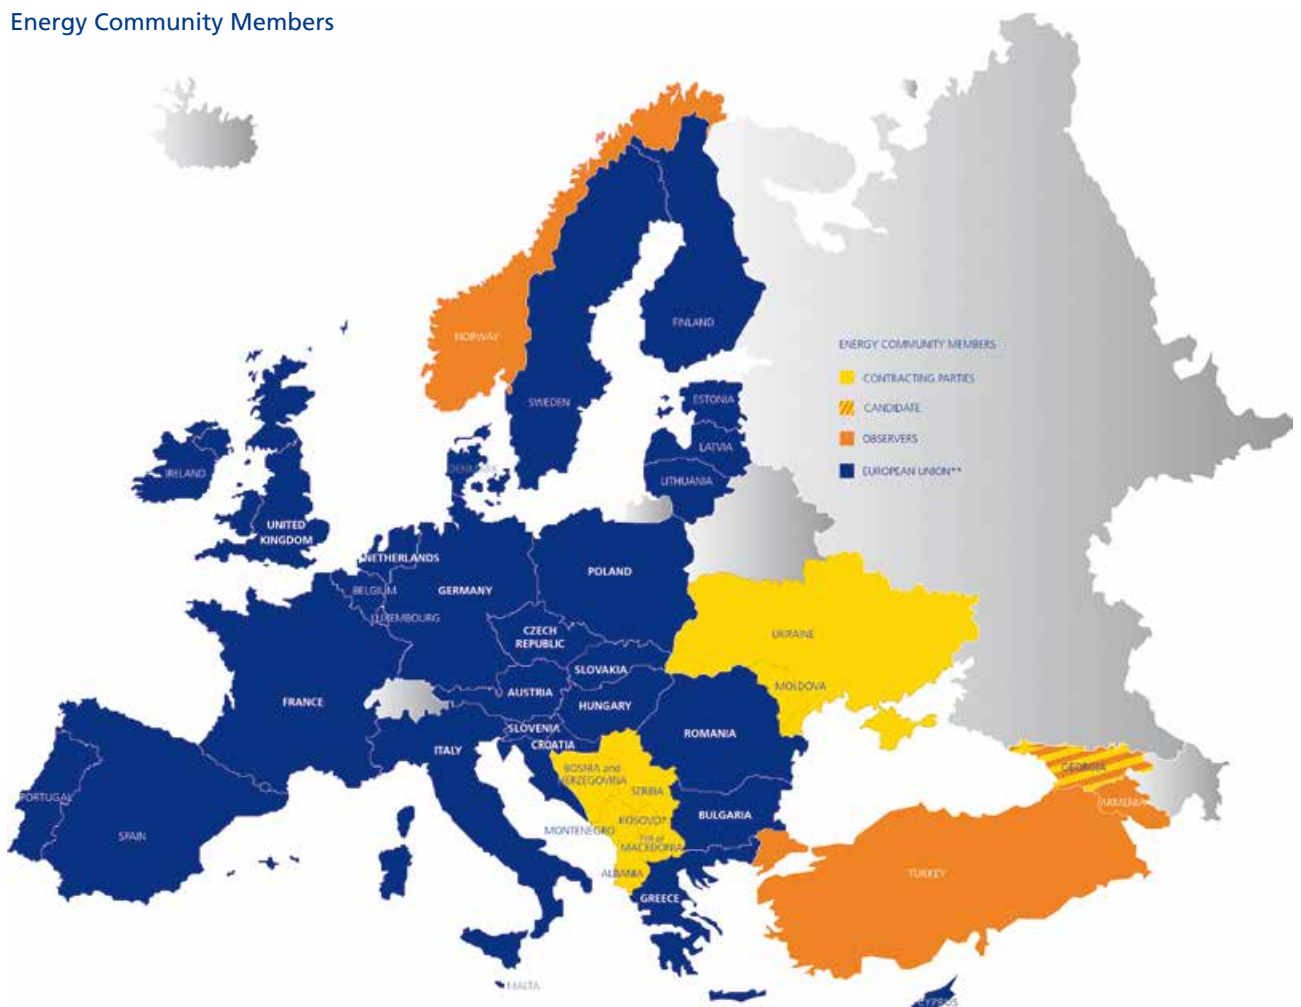 Energy Community Members
NORWAY
FINLAND
ENERGY COMMUNITY MEMBERS
CONTRACTING PARTIES
CANDIDATE
OBSERVERS
EUROPEAN UNION**
SWEDEN
ESTONIA
LATVIA
LITHUANIA
DENMARK
IRELAND
UNITED
KINGDOM
NETHERLANDS
BELGIUM
LUXEMBOURG
GERMANY
POLAND
CZECH
REPUBLIC
SLOVAKIA
UKRAINE
MOLDOVA
FRANCE
AUSTRIA
HUNGARY
SLOVENIA
CROATIA
ITALY
ROMANIA
BOSNIA and
HERZEGOVINA
SERBIA
GEORGIA
ARMENIA
PORTUGAL
SPAIN
MONTENEGRO
KOSOVO*
BULGARIA
FYR of
MACEDONIA
ALBANIA
GREECE
TURKEY
MALTA
CYPRUS